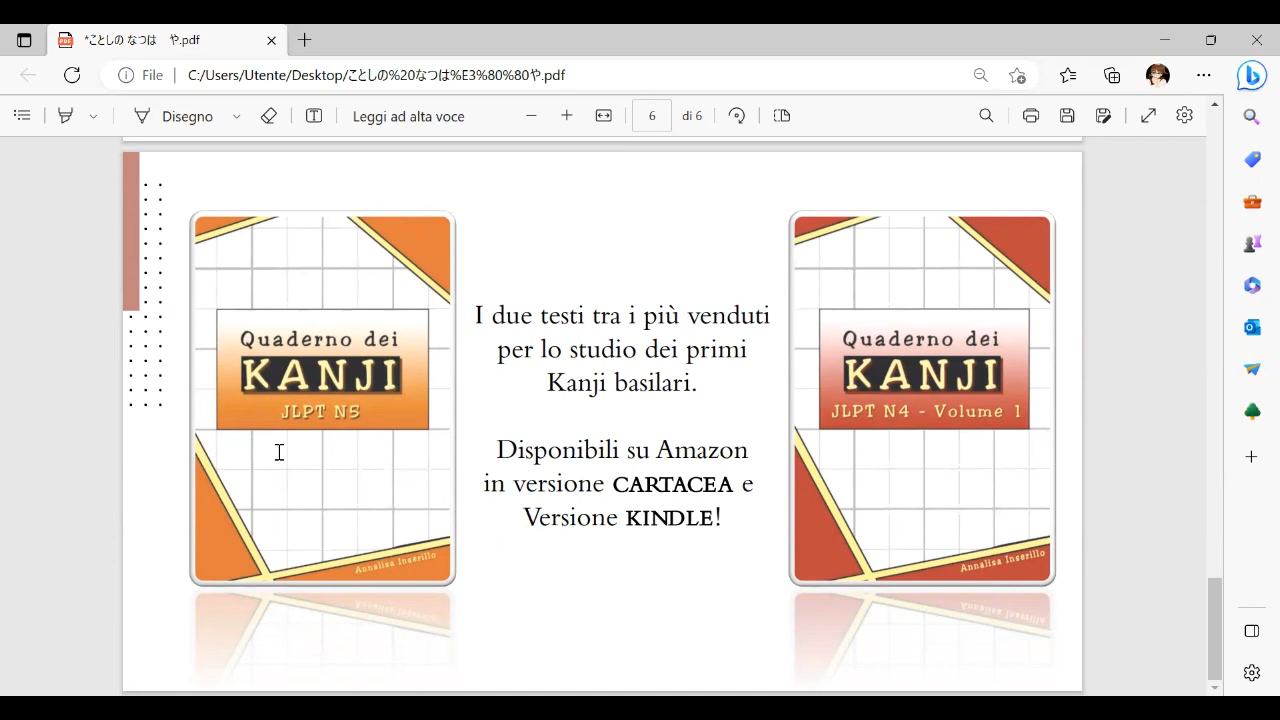 *ことしの なつは　や.pdf
File
C:/Users/Utente/Desktop/ことしの%20なつは%E3%80%80や.pdf
Disegno
Leggi ad alta voce
6
di 6
Quaderno dei
KANJI
JLPT N5
Annalisa Inserillo
I due testi tra i più venduti
per lo studio dei primi
Kanji basilari.
Disponibili su Amazon
in versione CARTACEA e
Versione KINDLE!
Quaderno dei
KANJI
JLPT N4 - Volume 1
Annalisa Inserillo